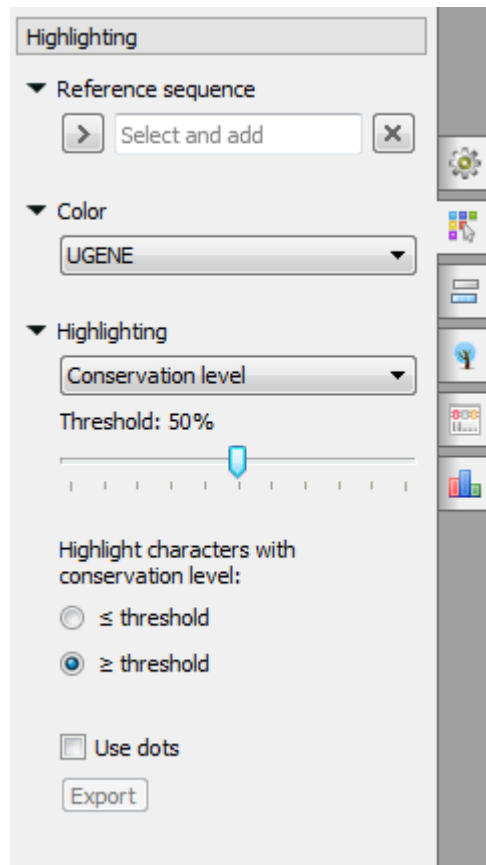 Highlighting
Reference sequence
Select and add
Color
UGENE
Highlighting
Conservation level
Threshold: 50%
Highlight characters with
conservation level:
≤ threshold
≥ threshold
Use dots
Export